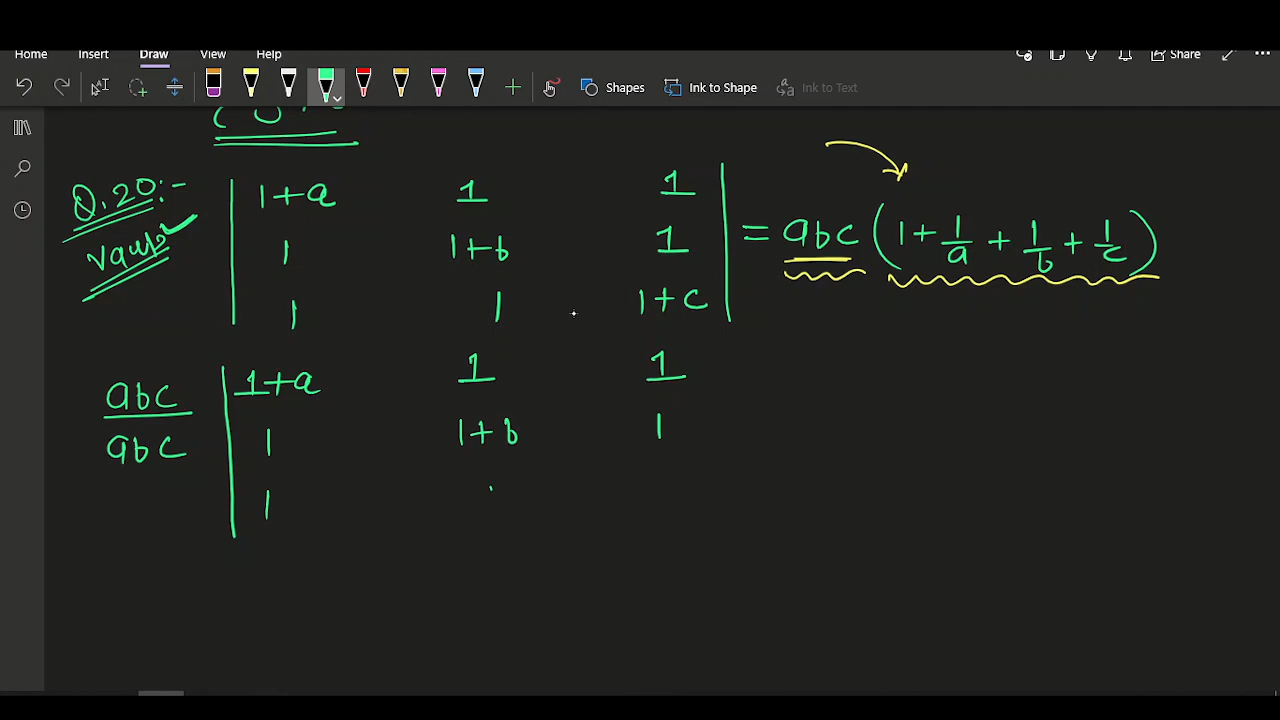 Home Insert Draw View Help Share
Shapes Ink to Shape Ink to Text
Q.20:-
| 1+a 1 1 |
| 1 1+b 1 | = abc (1 + 1/a + 1/b + 1/c)
| 1 1 1+c |
abc/abc | 1+a 1 1
| 1 1+b 1
| 1